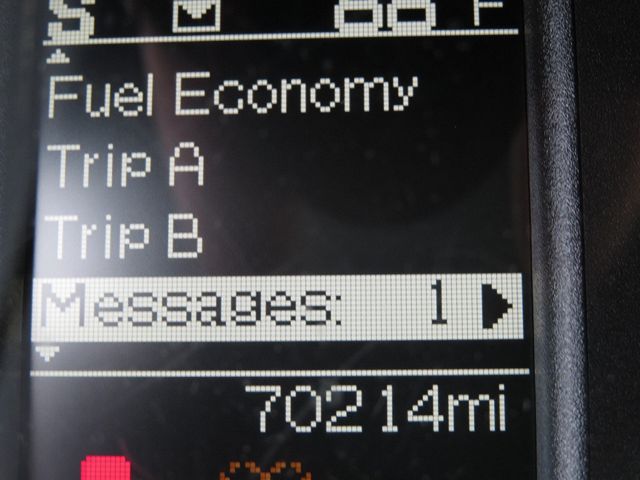 S F
Fuel Economy
Trip A
Trip B
Messages: 1
70214mi